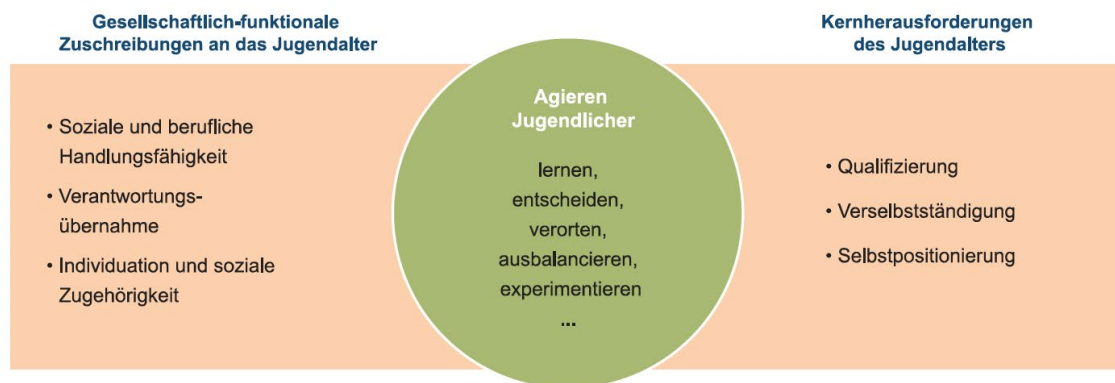 Gesellschaftlich-funktionale
Zuschreibungen an das Jugendalter
• Soziale und berufliche
Handlungsfähigkeit
• Verantwortungs-
übernahme
• Individuation und soziale
Zugehörigkeit
Agieren
Jugendlicher
lernen,
entscheiden,
verorten,
ausbalancieren,
experimentieren
...
Kernherausforderungen
des Jugendalters
• Qualifizierung
• Verselbstständigung
• Selbstpositionierung